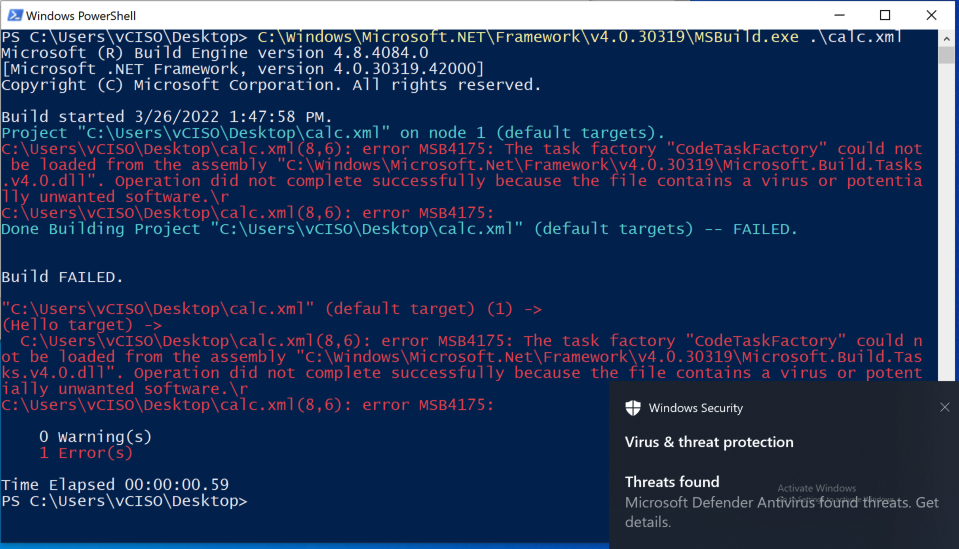 Windows PowerShell
PS C:\Users\vCISO\Desktop> C:\Windows\Microsoft.NET\Framework\v4.0.30319\MSBuild.exe .\calc.xml
Microsoft (R) Build Engine version 4.8.4084.0
[Microsoft .NET Framework, version 4.0.30319.42000]
Copyright (C) Microsoft Corporation. All rights reserved.
Build started 3/26/2022 1:47:58 PM.
Project "C:\Users\vCISO\Desktop\calc.xml" on node 1 (default targets).
C:\Users\vCISO\Desktop\calc.xml(8,6): error MSB4175: The task factory "CodeTaskFactory" could not
 be loaded from the assembly "C:\Windows\Microsoft.Net\Framework\v4.0.30319\Microsoft.Build.Tasks
.v4.0.dll". Operation did not complete successfully because the file contains a virus or potentia
lly unwanted software.\r
C:\Users\vCISO\Desktop\calc.xml(8,6): error MSB4175:
Done Building Project "C:\Users\vCISO\Desktop\calc.xml" (default targets) -- FAILED.
Build FAILED.
"C:\Users\vCISO\Desktop\calc.xml" (default target) (1) ->
(Hello target) ->
  C:\Users\vCISO\Desktop\calc.xml(8,6): error MSB4175: The task factory "CodeTaskFactory" could n
ot be loaded from the assembly "C:\Windows\Microsoft.Net\Framework\v4.0.30319\Microsoft.Build.Tas
ks.v4.0.dll". Operation did not complete successfully because the file contains a virus or potent
ially unwanted software.\r
C:\Users\vCISO\Desktop\calc.xml(8,6): error MSB4175:
    0 Warning(s)
    1 Error(s)
Time Elapsed 00:00:00.59
PS C:\Users\vCISO\Desktop>
Windows Security
Virus & threat protection
Threats found
Activate Windows
Microsoft Defender Antivirus found threats. Get
details.